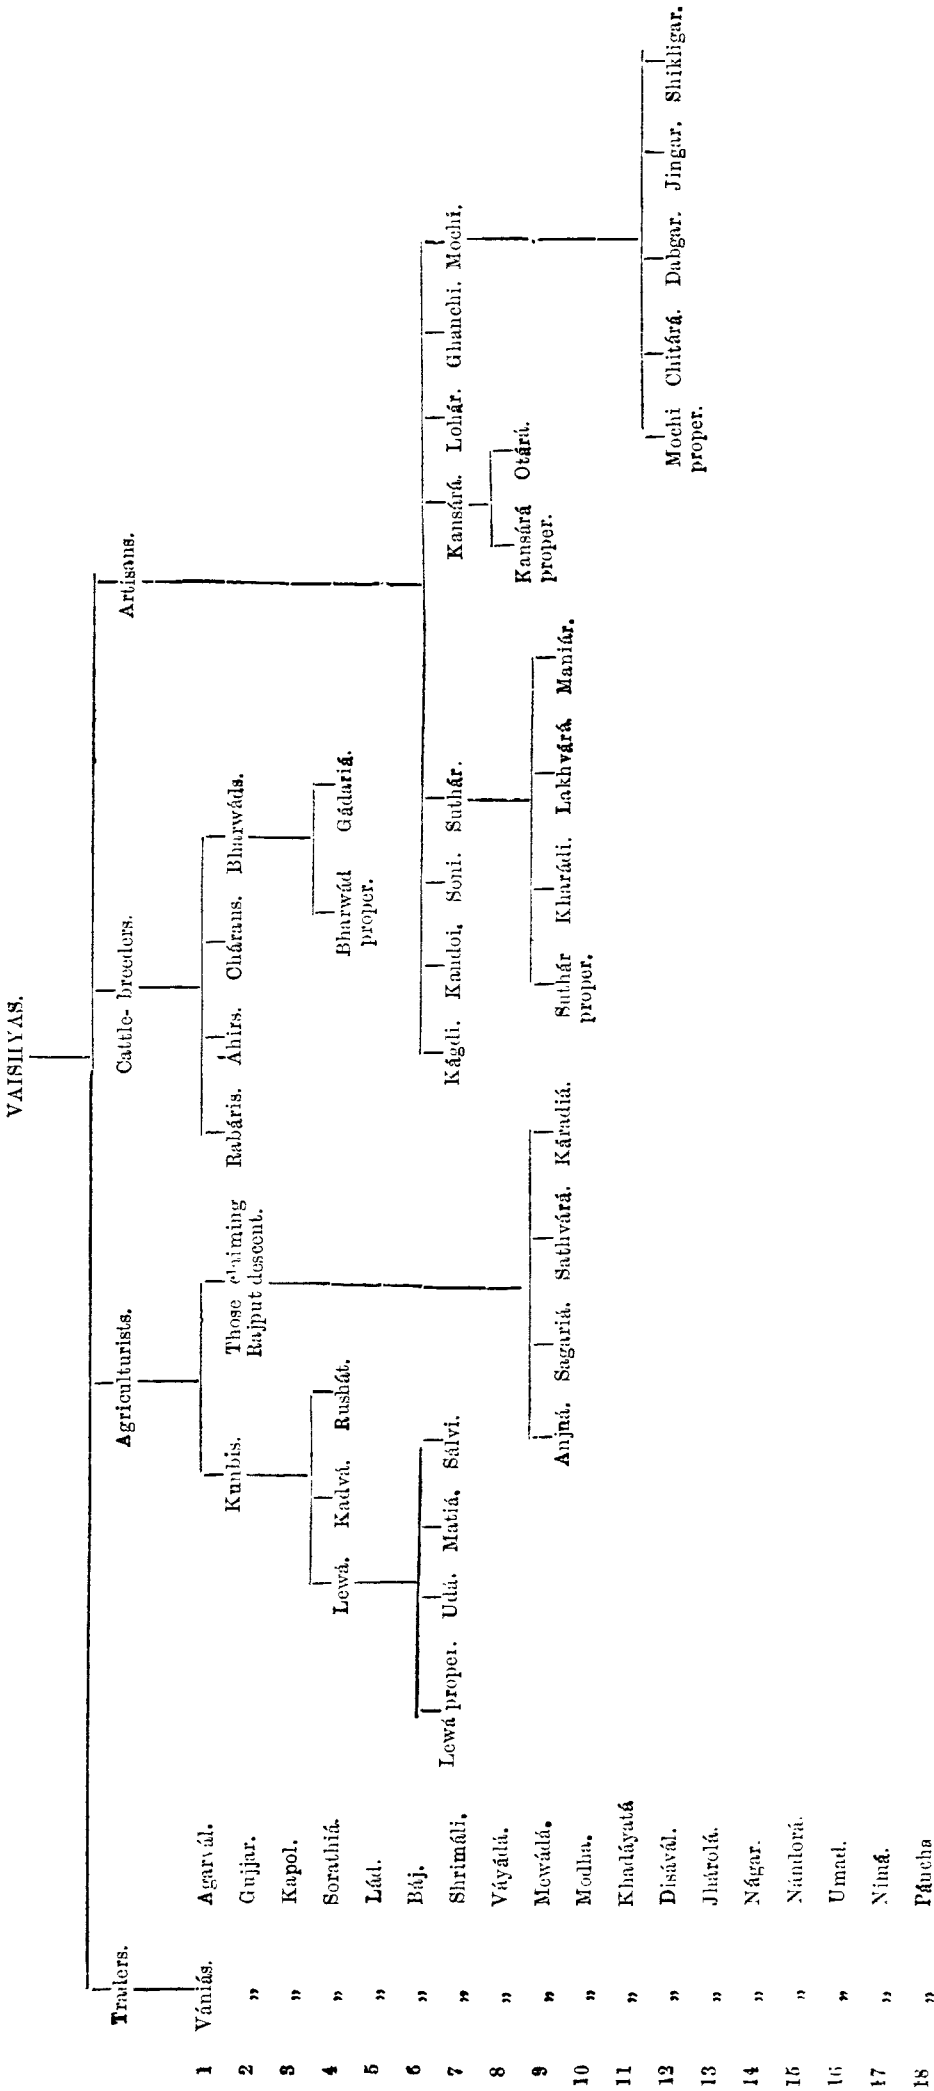 VAISHYAS.
Traders. Agriculturists. Cattle-breeders. Artisans.
1 Vániás. Agarvál.
2 „ Gujjar.
3 „ Kapol.
4 „ Sorathiá.
5 „ Lád.
6 „ Báj.
7 „ Shrimáli.
8 „ Váyádá.
9 „ Mewádá.
10 „ Modha.
11 „ Khadáyatá
12 „ Disávál.
13 „ Jhárolá.
14 „ Nágar.
15 „ Nándorá.
16 „ Umad.
17 „ Nimá.
18 „ Páncha
Kunbis. Those claiming
Rajput descent.
Lewá. Kadvá. Rushát.
Lewá proper. Udá. Matiá. Sálvi.
Anjná. Sagariá. Sathvárá. Káradiá.
Rabáris. Áhirs. Chárans. Bharwáds.
Bharwád Gádariá.
proper.
Kágdi. Kandoi. Soni. Suthár. Kansárá. Lohár. Ghanchi. Mochi.
Suthár Kharádi. Lakhvárá. Maniár.
proper.
Kansárá Otárá.
proper.
Mochi Chitárá. Dabgar. Jingar. Shikligar.
proper.